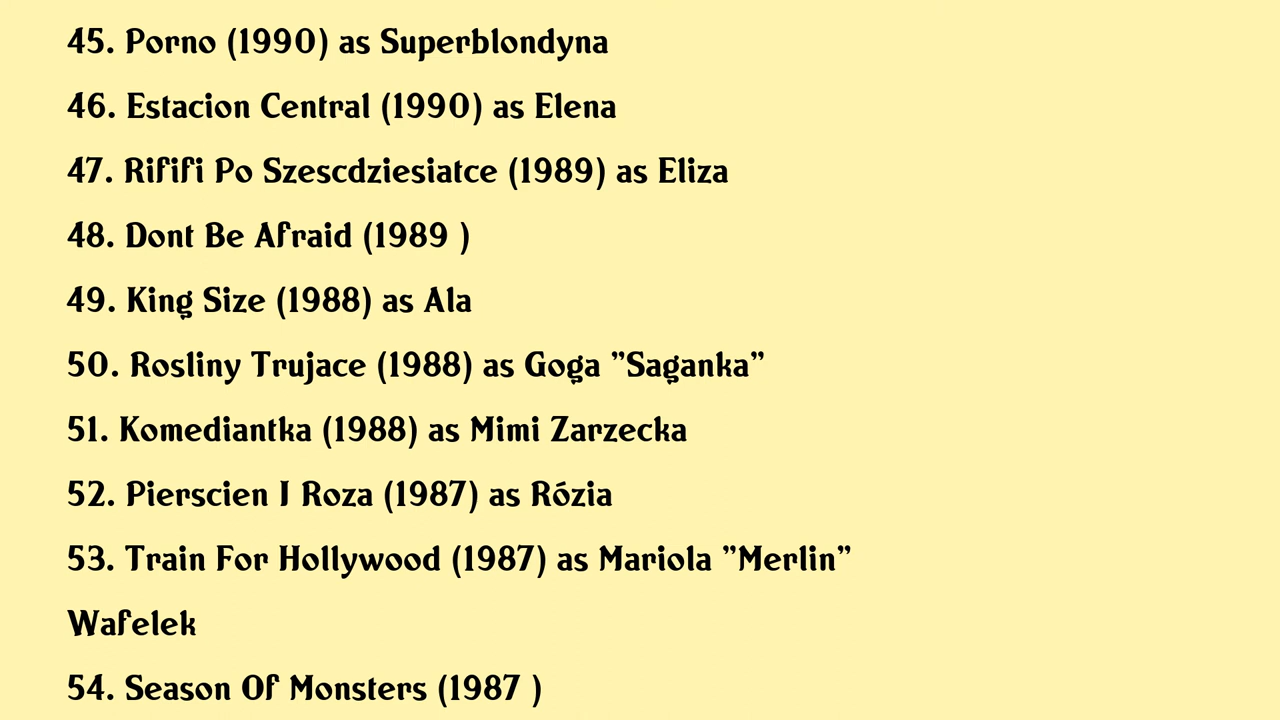 45. Porno (1990) as Superblondyna
46. Estacion Central (1990) as Elena
47. Rififi Po Szescdziesiatce (1989) as Eliza
48. Dont Be Afraid (1989 )
49. King Size (1988) as Ala
50. Rosliny Trujace (1988) as Goga "Saganka"
51. Komediantka (1988) as Mimi Zarzecka
52. Pierscien I Roza (1987) as Rózia
53. Train For Hollywood (1987) as Mariola "Merlin"
Wafelek
54. Season Of Monsters (1987 )